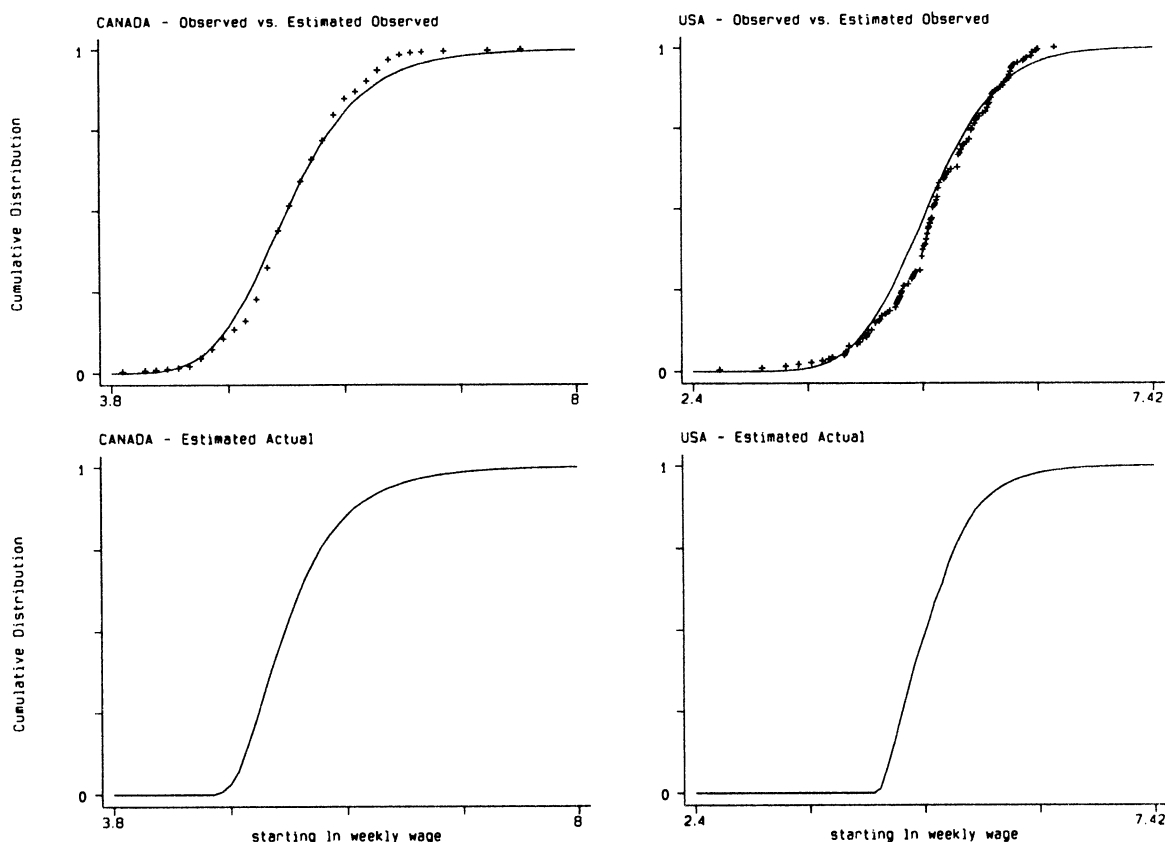 CANADA - Observed vs. Estimated Observed
Cumulative Distribution
1
0
3.8
8
USA - Observed vs. Estimated Observed
1
0
2.4
7.42
CANADA - Estimated Actual
Cumulative Distribution
1
0
3.8
8
starting ln weekly wage
USA - Estimated Actual
1
0
2.4
7.42
starting ln weekly wage